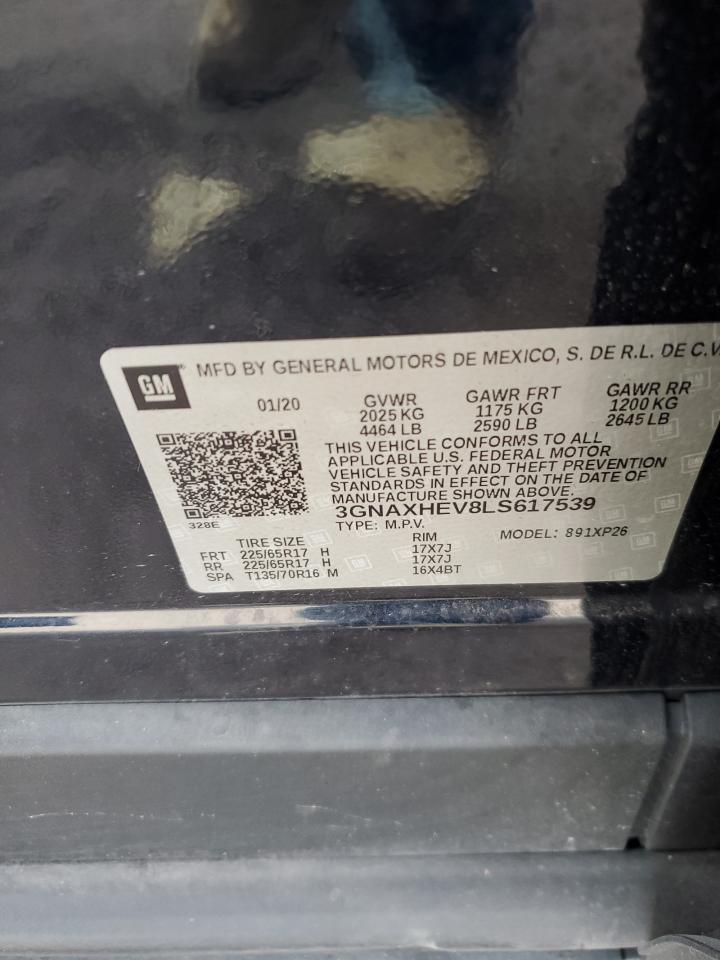 GM
MFD BY GENERAL MOTORS DE MEXICO, S. DE R.L. DE C.V.
01/20 GVWR GAWR FRT GAWR RR
2025 KG 1175 KG 1200 KG
4464 LB 2590 LB 2645 LB
THIS VEHICLE CONFORMS TO ALL
APPLICABLE U.S. FEDERAL MOTOR
VEHICLE SAFETY AND THEFT PREVENTION
STANDARDS IN EFFECT ON THE DATE OF
MANUFACTURE SHOWN ABOVE.
3GNAXHEV8LS617539
328E
TYPE: M.P.V. MODEL: 891XP26
TIRE SIZE RIM
FRT 225/65R17 H 17X7J
RR 225/65R17 H 17X7J
SPA T135/70R16 M 16X4BT